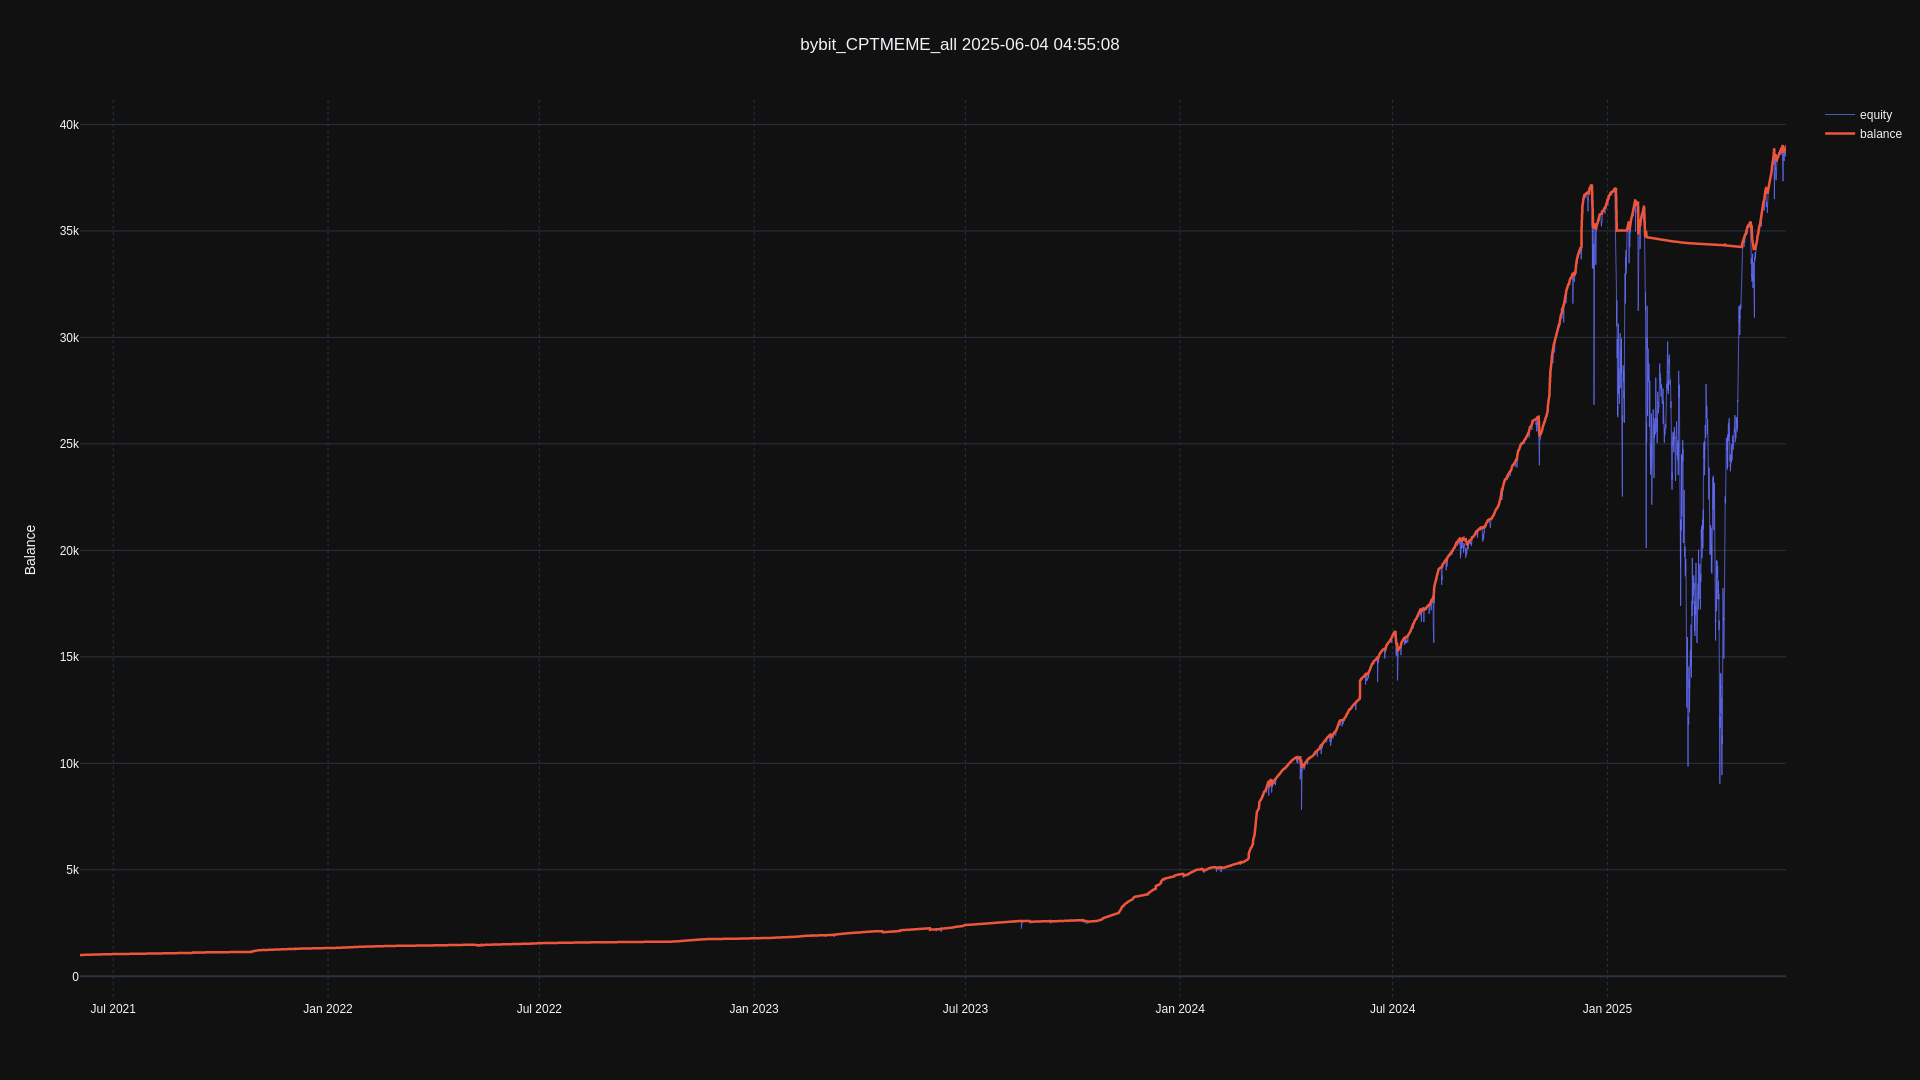 bybit_CPTMEME_all 2025-06-04 04:55:08
equity
balance
40k
35k
30k
25k
20k
15k
10k
5k
0
Balance
Jul 2021
Jan 2022
Jul 2022
Jan 2023
Jul 2023
Jan 2024
Jul 2024
Jan 2025